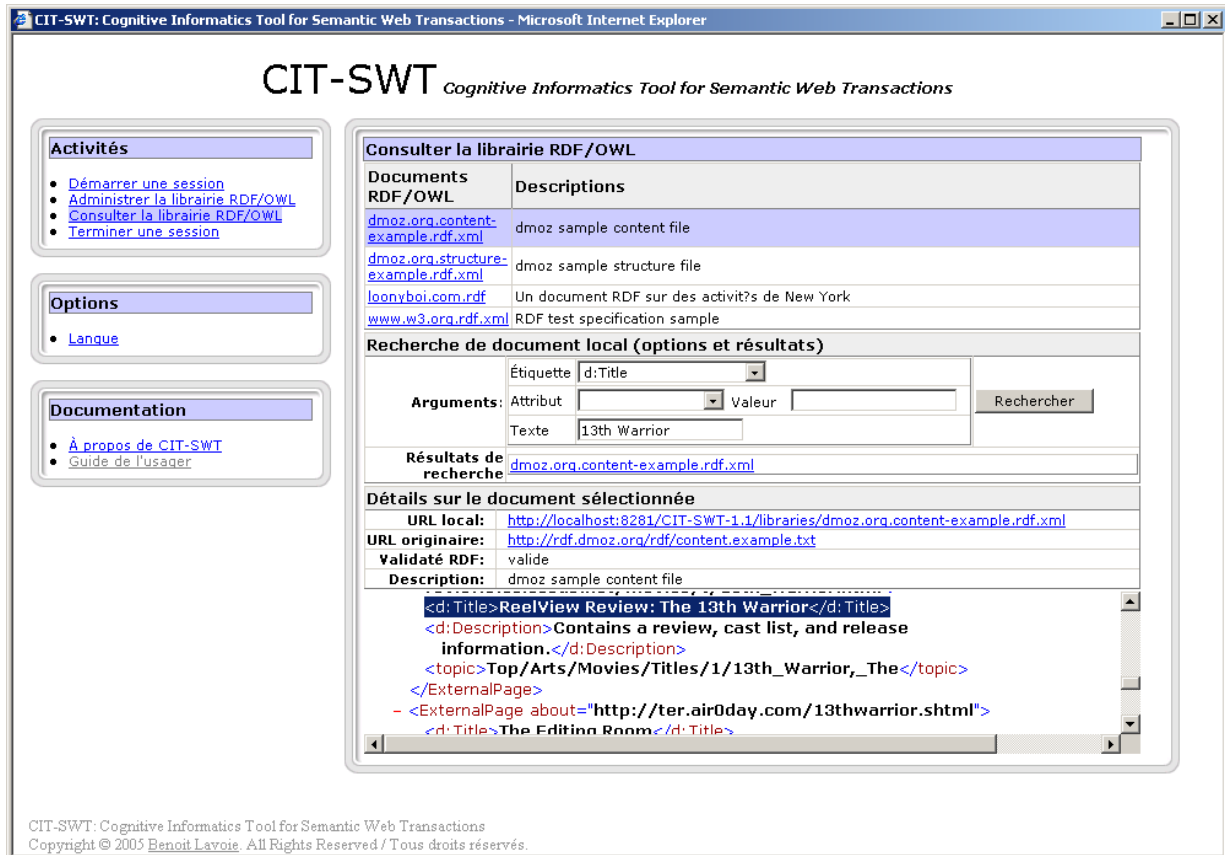 CIT-SWT: Cognitive Informatics Tool for Semantic Web Transactions - Microsoft Internet Explorer
CIT-SWT Cognitive Informatics Tool for Semantic Web Transactions
Activités
Démarrer une session
Administrer la librairie RDF/OWL
Consulter la librairie RDF/OWL
Terminer une session
Options
Langue
Documentation
À propos de CIT-SWT
Guide de l'usager
Consulter la librairie RDF/OWL
Documents
RDF/OWL
Descriptions
dmoz.org.content-
example.rdf.xml
dmoz sample content file
dmoz.org.structure-
example.rdf.xml
dmoz sample structure file
loonyboi.com.rdf Un document RDF sur des activit?s de New York
www.w3.org.rdf.xml RDF test specification sample
Recherche de document local (options et résultats)
Arguments:
Étiquette d:Title
Attribut Valeur
Texte 13th Warrior
Rechercher
Résultats de
recherche
dmoz.org.content-example.rdf.xml
Détails sur le document sélectionnée
URL local: http://localhost:8281/CIT-SWT-1.1/libraries/dmoz.org.content-example.rdf.xml
URL originaire: http://rdf.dmoz.org/rdf/content.example.txt
Validaté RDF: valide
Description: dmoz sample content file
<d:Title>ReelView Review: The 13th Warrior</d:Title>
<d:Description>Contains a review, cast list, and release
information.</d:Description>
<topic>Top/Arts/Movies/Titles/1/13th_Warrior,_The</topic>
</ExternalPage>
- <ExternalPage about="http://ter.air0day.com/13thwarrior.shtml">
<d:Title>The Editing Room</d:Title>
CIT-SWT: Cognitive Informatics Tool for Semantic Web Transactions
Copyright © 2005 Benoit Lavoie. All Rights Reserved / Tous droits réservés.